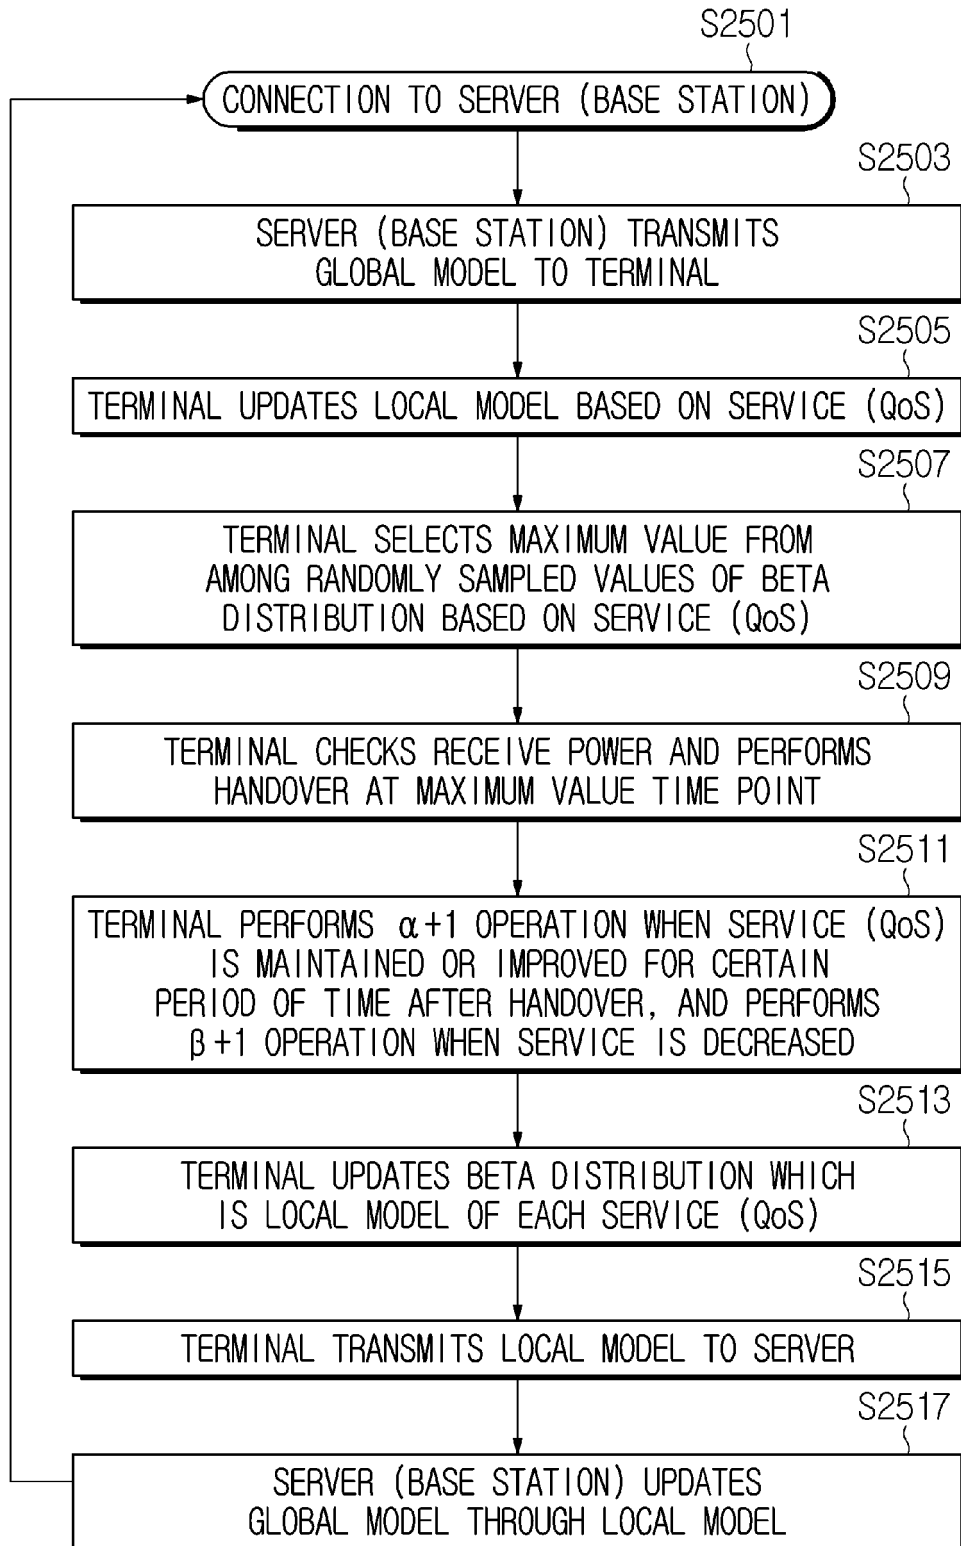 S2501
CONNECTION TO SERVER (BASE STATION)
S2503
SERVER (BASE STATION) TRANSMITS
GLOBAL MODEL TO TERMINAL
S2505
TERMINAL UPDATES LOCAL MODEL BASED ON SERVICE (QoS)
S2507
TERMINAL SELECTS MAXIMUM VALUE FROM
AMONG RANDOMLY SAMPLED VALUES OF BETA
DISTRIBUTION BASED ON SERVICE (QoS)
S2509
TERMINAL CHECKS RECEIVE POWER AND PERFORMS
HANDOVER AT MAXIMUM VALUE TIME POINT
S2511
TERMINAL PERFORMS α+1 OPERATION WHEN SERVICE (QoS)
IS MAINTAINED OR IMPROVED FOR CERTAIN
PERIOD OF TIME AFTER HANDOVER, AND PERFORMS
β+1 OPERATION WHEN SERVICE IS DECREASED
S2513
TERMINAL UPDATES BETA DISTRIBUTION WHICH
IS LOCAL MODEL OF EACH SERVICE (QoS)
S2515
TERMINAL TRANSMITS LOCAL MODEL TO SERVER
S2517
SERVER (BASE STATION) UPDATES
GLOBAL MODEL THROUGH LOCAL MODEL